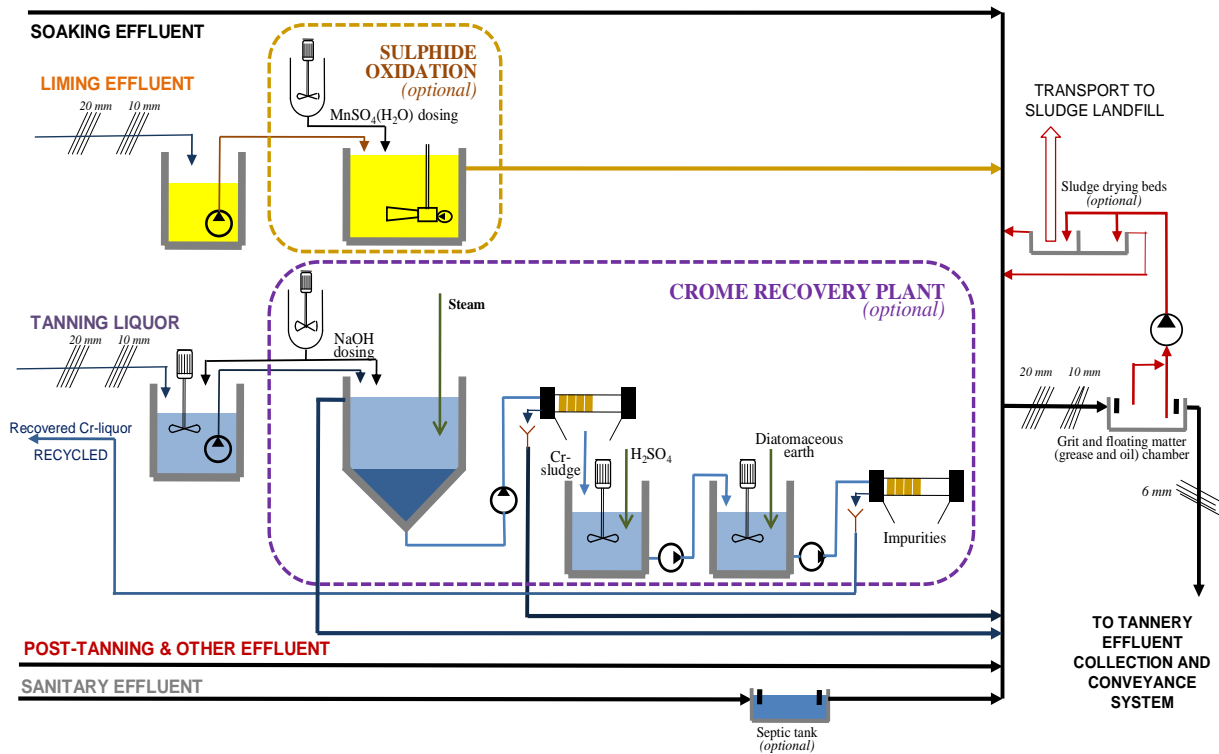 SOAKING EFFLUENT
LIMING EFFLUENT
20 mm
10 mm
SULPHIDE
OXIDATION
(optional)
MnSO4(H2O) dosing
TRANSPORT TO
SLUDGE LANDFILL
Sludge drying beds
(optional)
TANNING LIQUOR
20 mm
10 mm
NaOH
dosing
Steam
CROME RECOVERY PLANT
(optional)
Recovered Cr-liquor
RECYCLED
Cr-
sludge
H2SO4
Diatomaceous
earth
Impurities
20 mm
10 mm
Grit and floating matter
(grease and oil) chamber
6 mm
TO TANNERY
EFFLUENT
COLLECTION AND
CONVEYANCE
SYSTEM
POST-TANNING & OTHER EFFLUENT
SANITARY EFFLUENT
Septic tank
(optional)